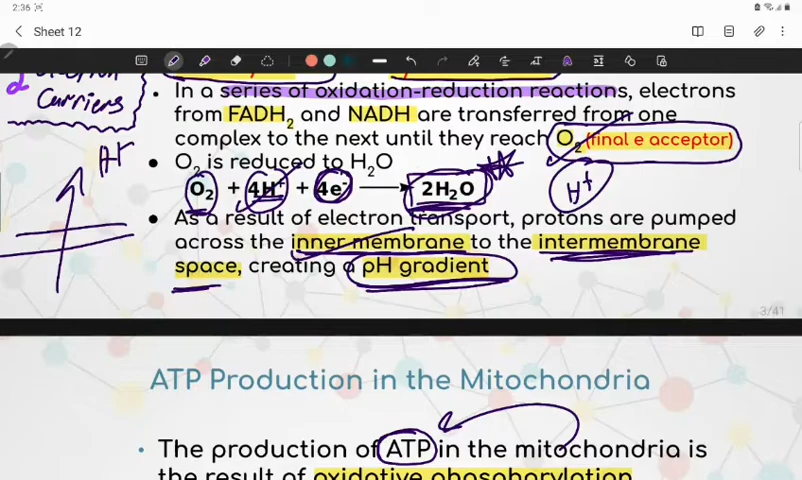 2:36
Sheet 12
Carriers
In a series of oxidation-reduction reactions, electrons
from FADH₂ and NADH are transferred from one
complex to the next until they reach O₂ (final e acceptor)
H⁺
O₂ is reduced to H₂O
H⁺
O₂ + 4H⁺ + 4e⁻ → 2H₂O
As a result of electron transport, protons are pumped
across the inner membrane to the intermembrane
space, creating a pH gradient
3/41
ATP Production in the Mitochondria
The production of ATP in the mitochondria is
the result of oxidative phosphorylation